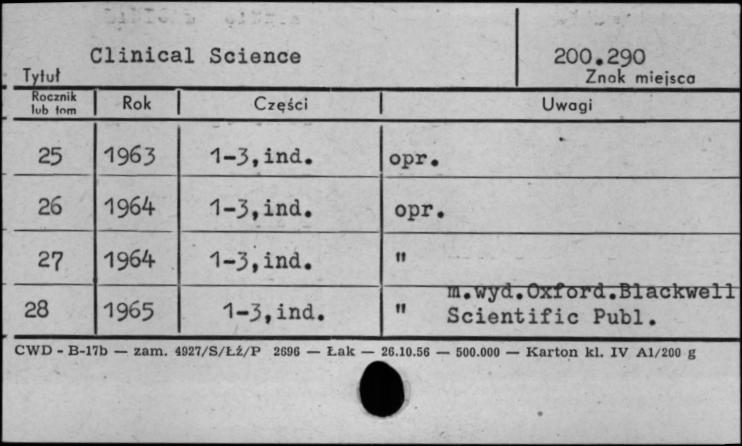 Clinical Science 200.290
Tytuł Znak miejsca
Rocznik lub tom Rok Części Uwagi
25 1963 1-3,ind. opr.
26 1964 1-3,ind. opr.
27 1964 1-3,ind. "
m.wyd.Oxford.Blackwell
28 1965 1-3,ind. " Scientific Publ.
CWD - B-17b — zam. 4927/S/Łż/P 2696 — Łak — 26.10.56 — 500.000 — Karton kl. IV A1/200 g